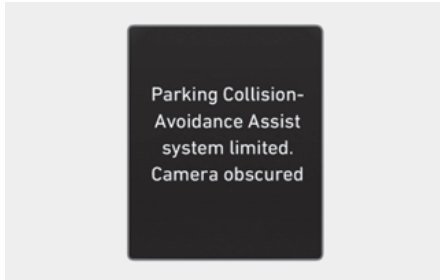 Parking Collision-
Avoidance Assist
system limited.
Camera obscured